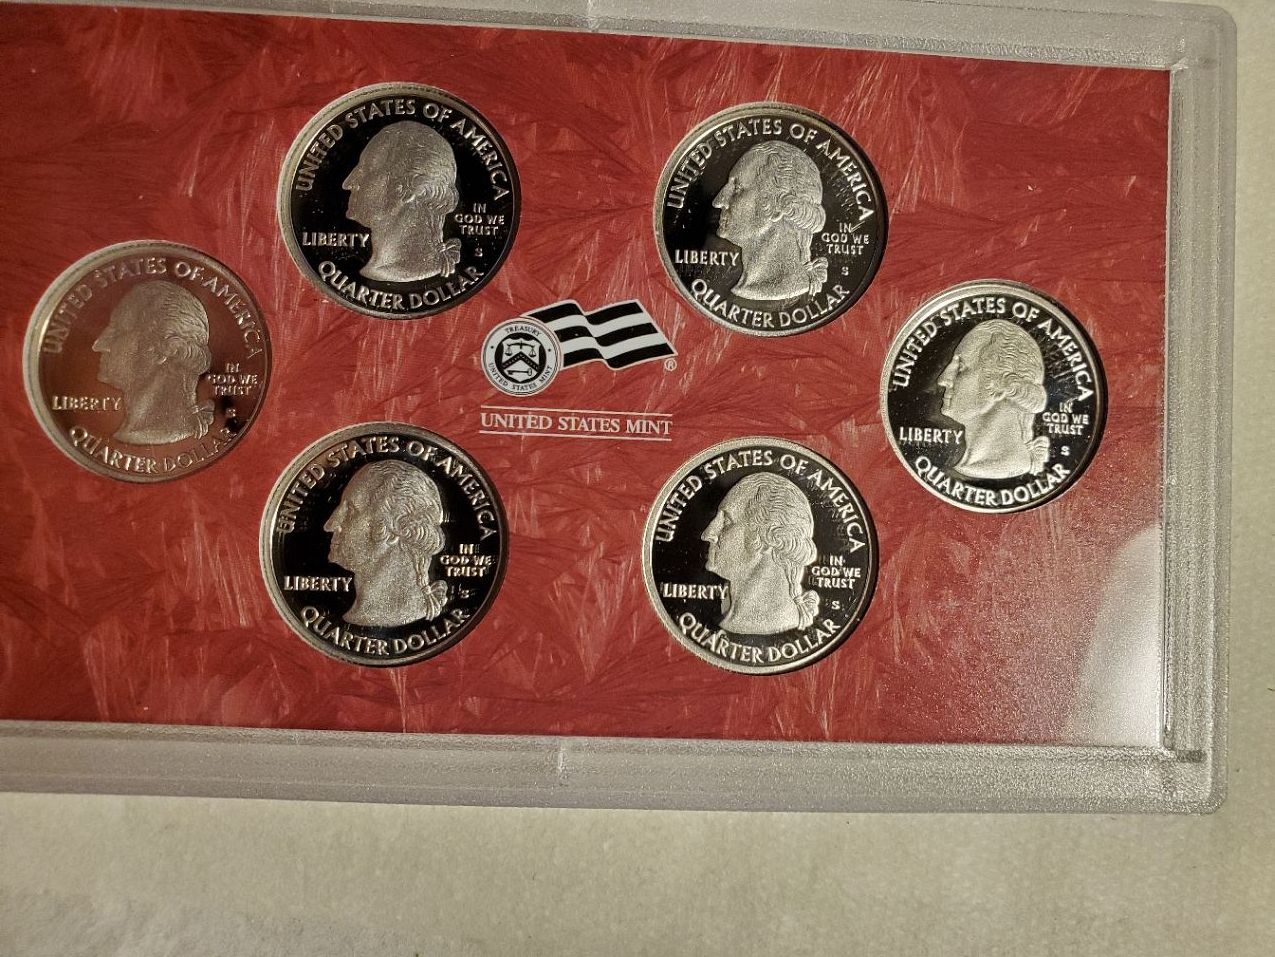 UNITED STATES OF AMERICA
LIBERTY
IN
GOD WE
TRUST
S
QUARTER DOLLAR
UNITED STATES OF AMERICA
LIBERTY
IN
GOD WE
TRUST
S
QUARTER DOLLAR
UNITED STATES OF AMERICA
LIBERTY
IN
GOD WE
TRUST
S
QUARTER DOLLAR
UNITED STATES OF AMERICA
LIBERTY
IN
GOD WE
TRUST
S
QUARTER DOLLAR
TREASURY
UNITED STATES MINT
®
UNITED STATES MINT
UNITED STATES OF AMERICA
LIBERTY
IN
GOD WE
TRUST
S
QUARTER DOLLAR
UNITED STATES OF AMERICA
LIBERTY
IN
GOD WE
TRUST
S
QUARTER DOLLAR